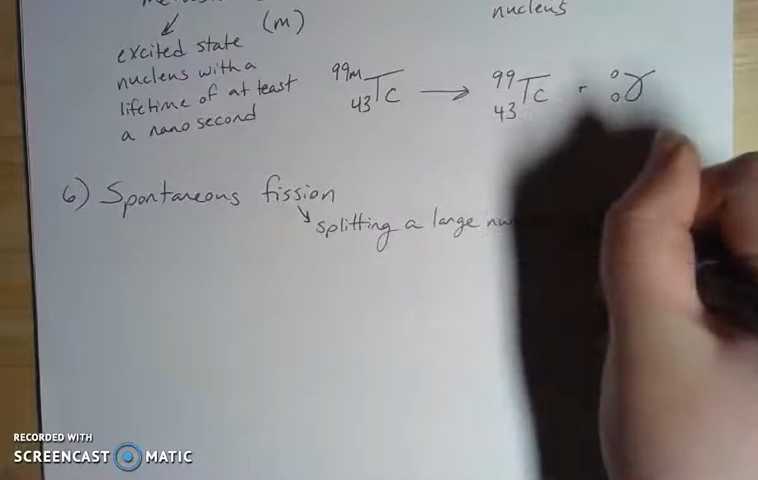 nucleus
(m)
excited state
nucleus with a
lifetime of at least
a nano second
99m 43 Tc → 99 43 Tc + 0 0 γ
6) Spontaneous fission
↘ splitting a large
RECORDED WITH
SCREENCAST MATIC